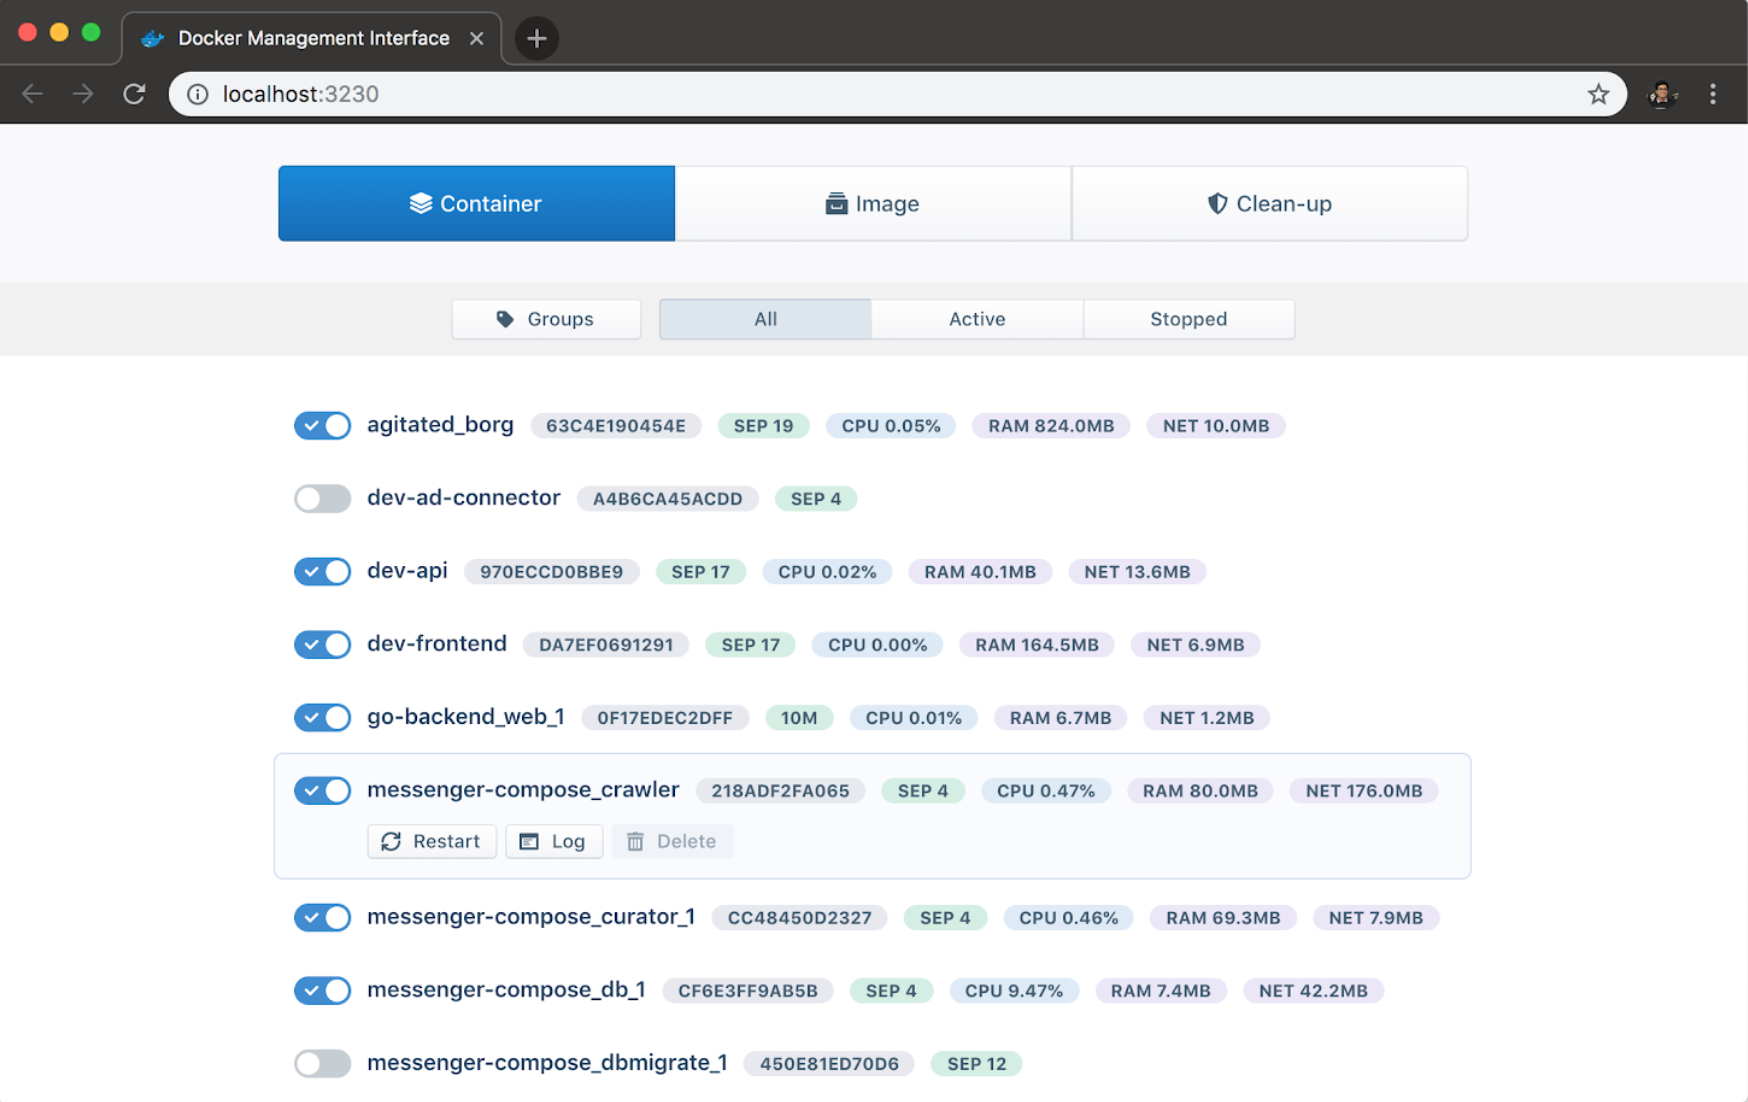 Docker Management Interface
localhost:3230
Container Image Clean-up
Groups All Active Stopped
agitated_borg 63C4E190454E SEP 19 CPU 0.05% RAM 824.0MB NET 10.0MB
dev-ad-connector A4B6CA45ACDD SEP 4
dev-api 970ECCD0BBE9 SEP 17 CPU 0.02% RAM 40.1MB NET 13.6MB
dev-frontend DA7EF0691291 SEP 17 CPU 0.00% RAM 164.5MB NET 6.9MB
go-backend_web_1 0F17EDEC2DFF 10M CPU 0.01% RAM 6.7MB NET 1.2MB
messenger-compose_crawler 218ADF2FA065 SEP 4 CPU 0.47% RAM 80.0MB NET 176.0MB
Restart Log Delete
messenger-compose_curator_1 CC48450D2327 SEP 4 CPU 0.46% RAM 69.3MB NET 7.9MB
messenger-compose_db_1 CF6E3FF9AB5B SEP 4 CPU 9.47% RAM 7.4MB NET 42.2MB
messenger-compose_dbmigrate_1 450E81ED70D6 SEP 12